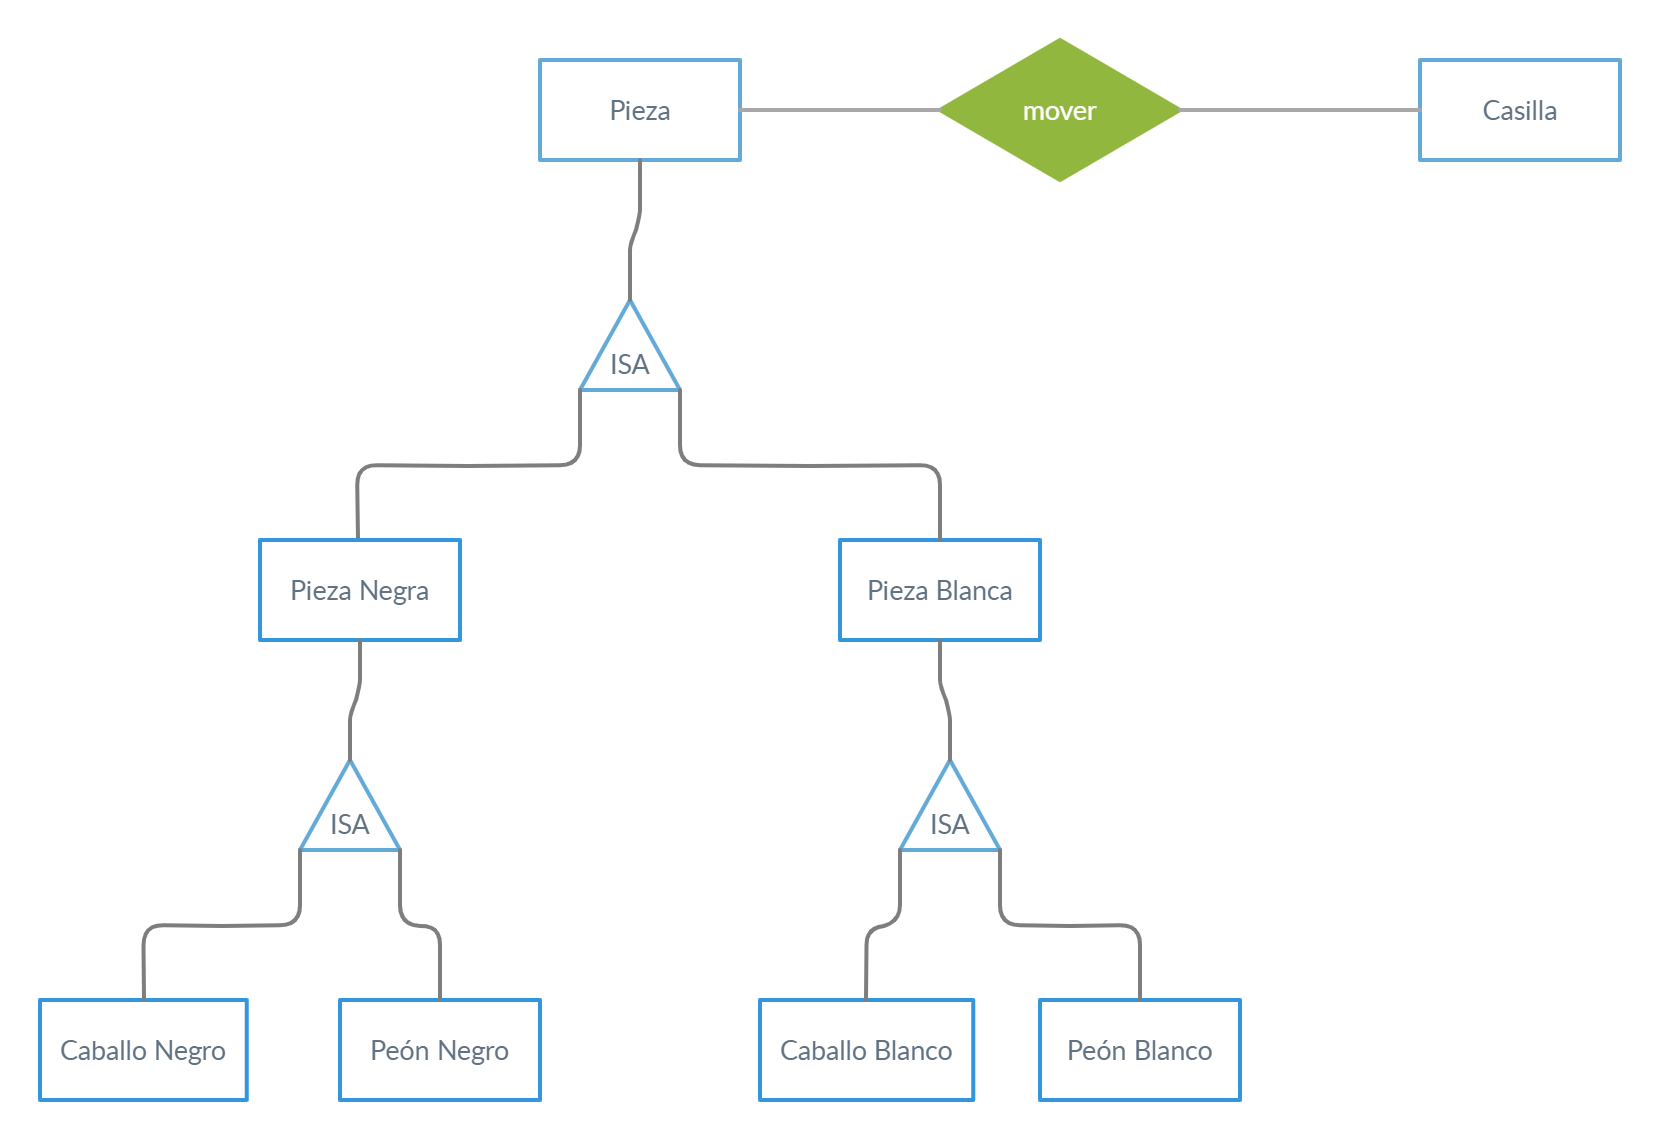 Pieza
mover
Casilla
ISA
Pieza Negra
Pieza Blanca
ISA
ISA
Caballo Negro
Peón Negro
Caballo Blanco
Peón Blanco